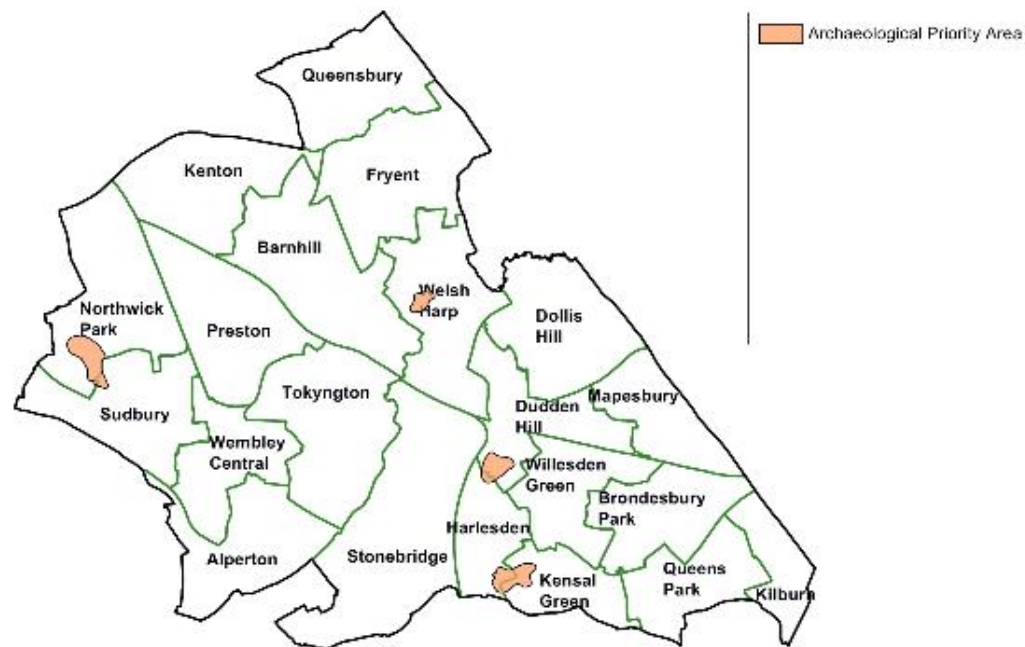 Archaeological Priority Area
Queensbury
Kenton
Fryent
Barnhill
Welsh
Harp
Northwick
Park
Preston
Dollis
Hill
Tokyngton
Sudbury
Mapesbury
Dudden
Hill
Wembley
Central
Willesden
Green
Brondesbury
Park
Harlesden
Alperton
Stonebridge
Kensal
Green
Queens
Park
Kilburn